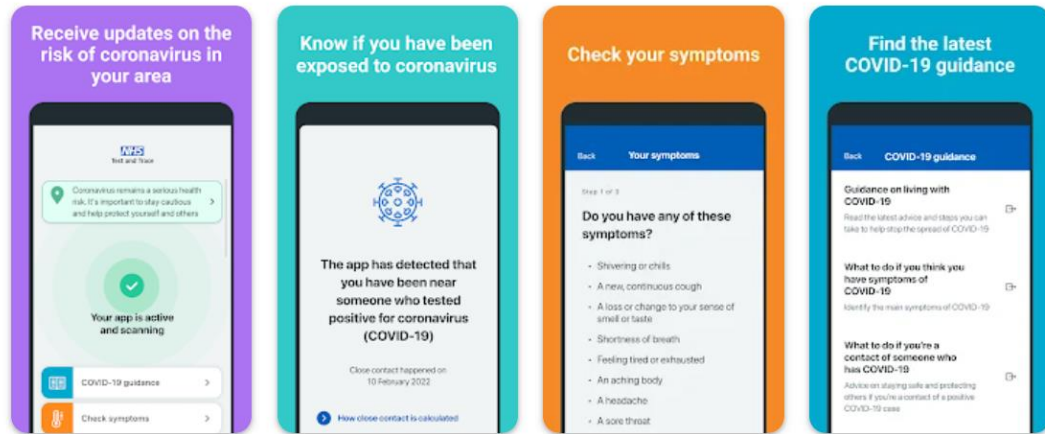 Receive updates on the
risk of coronavirus in
your area
NHS
Test and Trace
Coronavirus remains a serious health
risk. It's important to stay cautious
and help protect yourself and others
Your app is active
and scanning
COVID-19 guidance
Check symptoms
Know if you have been
exposed to coronavirus
The app has detected that
you have been near
someone who tested
positive for coronavirus
(COVID-19)
Close contact happened on
10 February 2022
How close contact is calculated
Check your symptoms
Back Your symptoms
Step 1 of 3
Do you have any of these
symptoms?
• Shivering or chills
• A new, continuous cough
• A loss or change to your sense of
smell or taste
• Shortness of breath
• Feeling tired or exhausted
• An aching body
• A headache
• A sore throat
Find the latest
COVID-19 guidance
Back COVID-19 guidance
Guidance on living with
COVID-19
Read the latest advice and steps you can
take to help stop the spread of COVID-19
What to do if you think you
have symptoms of
COVID-19
Identify the main symptoms of COVID-19
What to do if you're a
contact of someone who
has COVID-19
Advice on staying safe and protecting
others if you're a contact of a positive
COVID-19 case